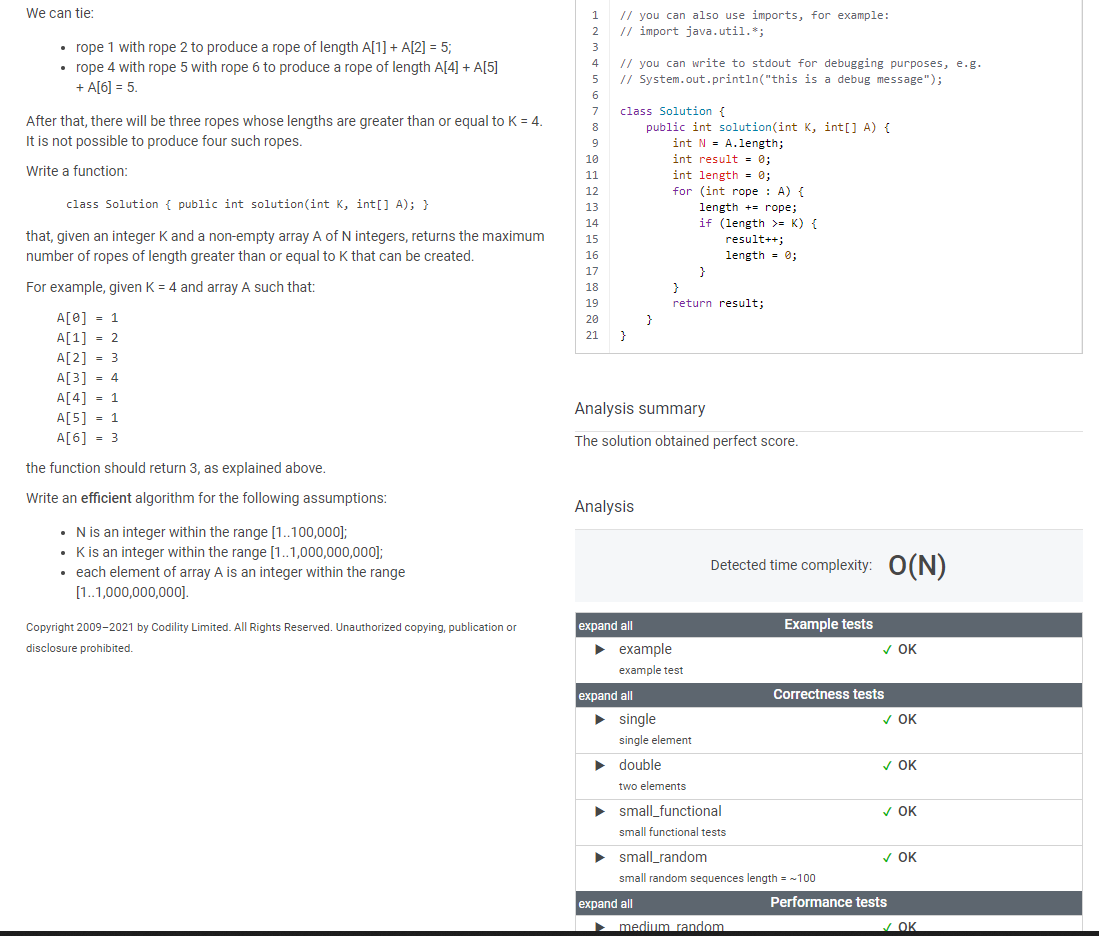 We can tie:
• rope 1 with rope 2 to produce a rope of length A[1] + A[2] = 5;
• rope 4 with rope 5 with rope 6 to produce a rope of length A[4] + A[5]
+ A[6] = 5.
After that, there will be three ropes whose lengths are greater than or equal to K = 4.
It is not possible to produce four such ropes.
Write a function:
class Solution { public int solution(int K, int[] A); }
that, given an integer K and a non-empty array A of N integers, returns the maximum
number of ropes of length greater than or equal to K that can be created.
For example, given K = 4 and array A such that:
A[0] = 1
A[1] = 2
A[2] = 3
A[3] = 4
A[4] = 1
A[5] = 1
A[6] = 3
the function should return 3, as explained above.
Write an efficient algorithm for the following assumptions:
• N is an integer within the range [1..100,000];
• K is an integer within the range [1..1,000,000,000];
• each element of array A is an integer within the range
[1..1,000,000,000].
Copyright 2009–2021 by Codility Limited. All Rights Reserved. Unauthorized copying, publication or
disclosure prohibited.
1 // you can also use imports, for example:
2 // import java.util.*;
3
4 // you can write to stdout for debugging purposes, e.g.
5 // System.out.println("this is a debug message");
6
7 class Solution {
8     public int solution(int K, int[] A) {
9         int N = A.length;
10         int result = 0;
11         int length = 0;
12         for (int rope : A) {
13             length += rope;
14             if (length >= K) {
15                 result++;
16                 length = 0;
17             }
18         }
19         return result;
20     }
21 }
Analysis summary
The solution obtained perfect score.
Analysis
Detected time complexity: O(N)
expand all Example tests
▶ example ✓ OK
example test
expand all Correctness tests
▶ single ✓ OK
single element
▶ double ✓ OK
two elements
▶ small_functional ✓ OK
small functional tests
▶ small_random ✓ OK
small random sequences length = ~100
expand all Performance tests
▶ medium_random ✓ OK